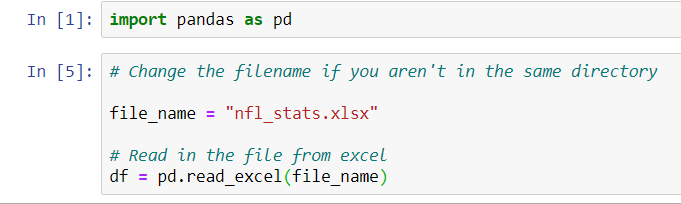 In [1]: import pandas as pd
In [5]: # Change the filename if you aren't in the same directory
file_name = "nfl_stats.xlsx"
# Read in the file from excel
df = pd.read_excel(file_name)